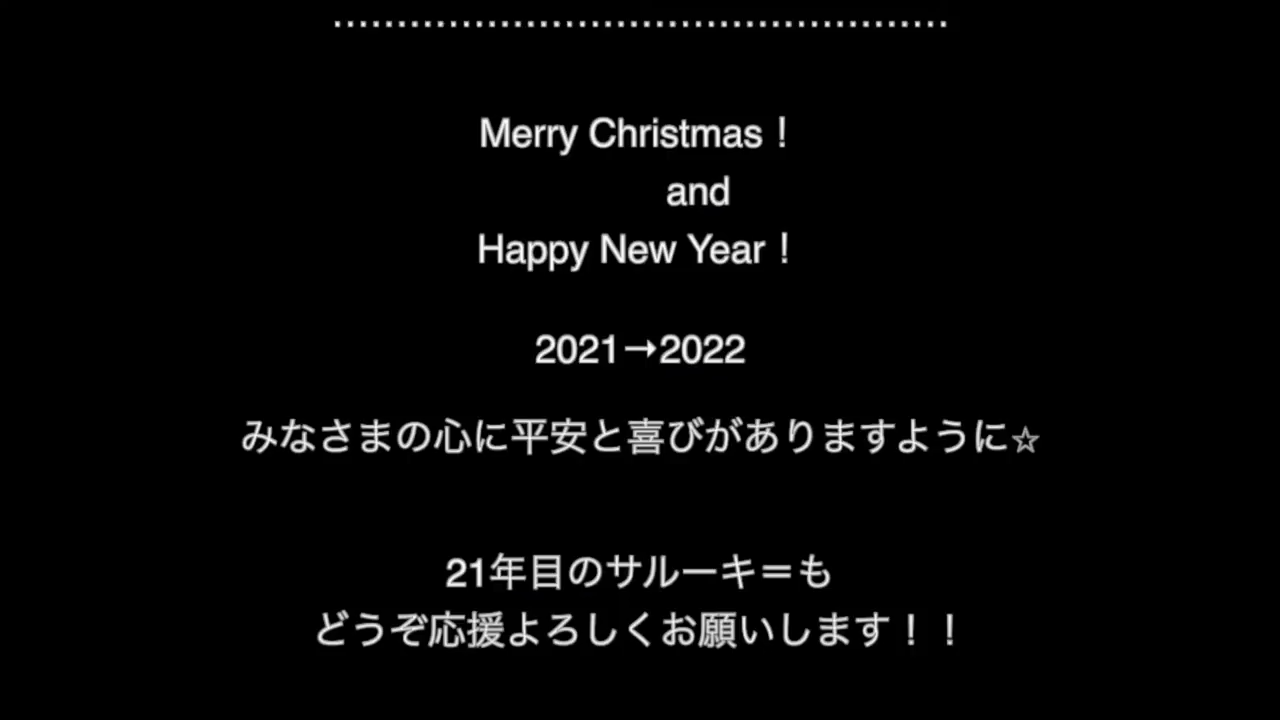 Merry Christmas！
and
Happy New Year！
2021→2022
みなさまの心に平安と喜びがありますように☆
21年目のサルーキ＝も
どうぞ応援よろしくお願いします！！